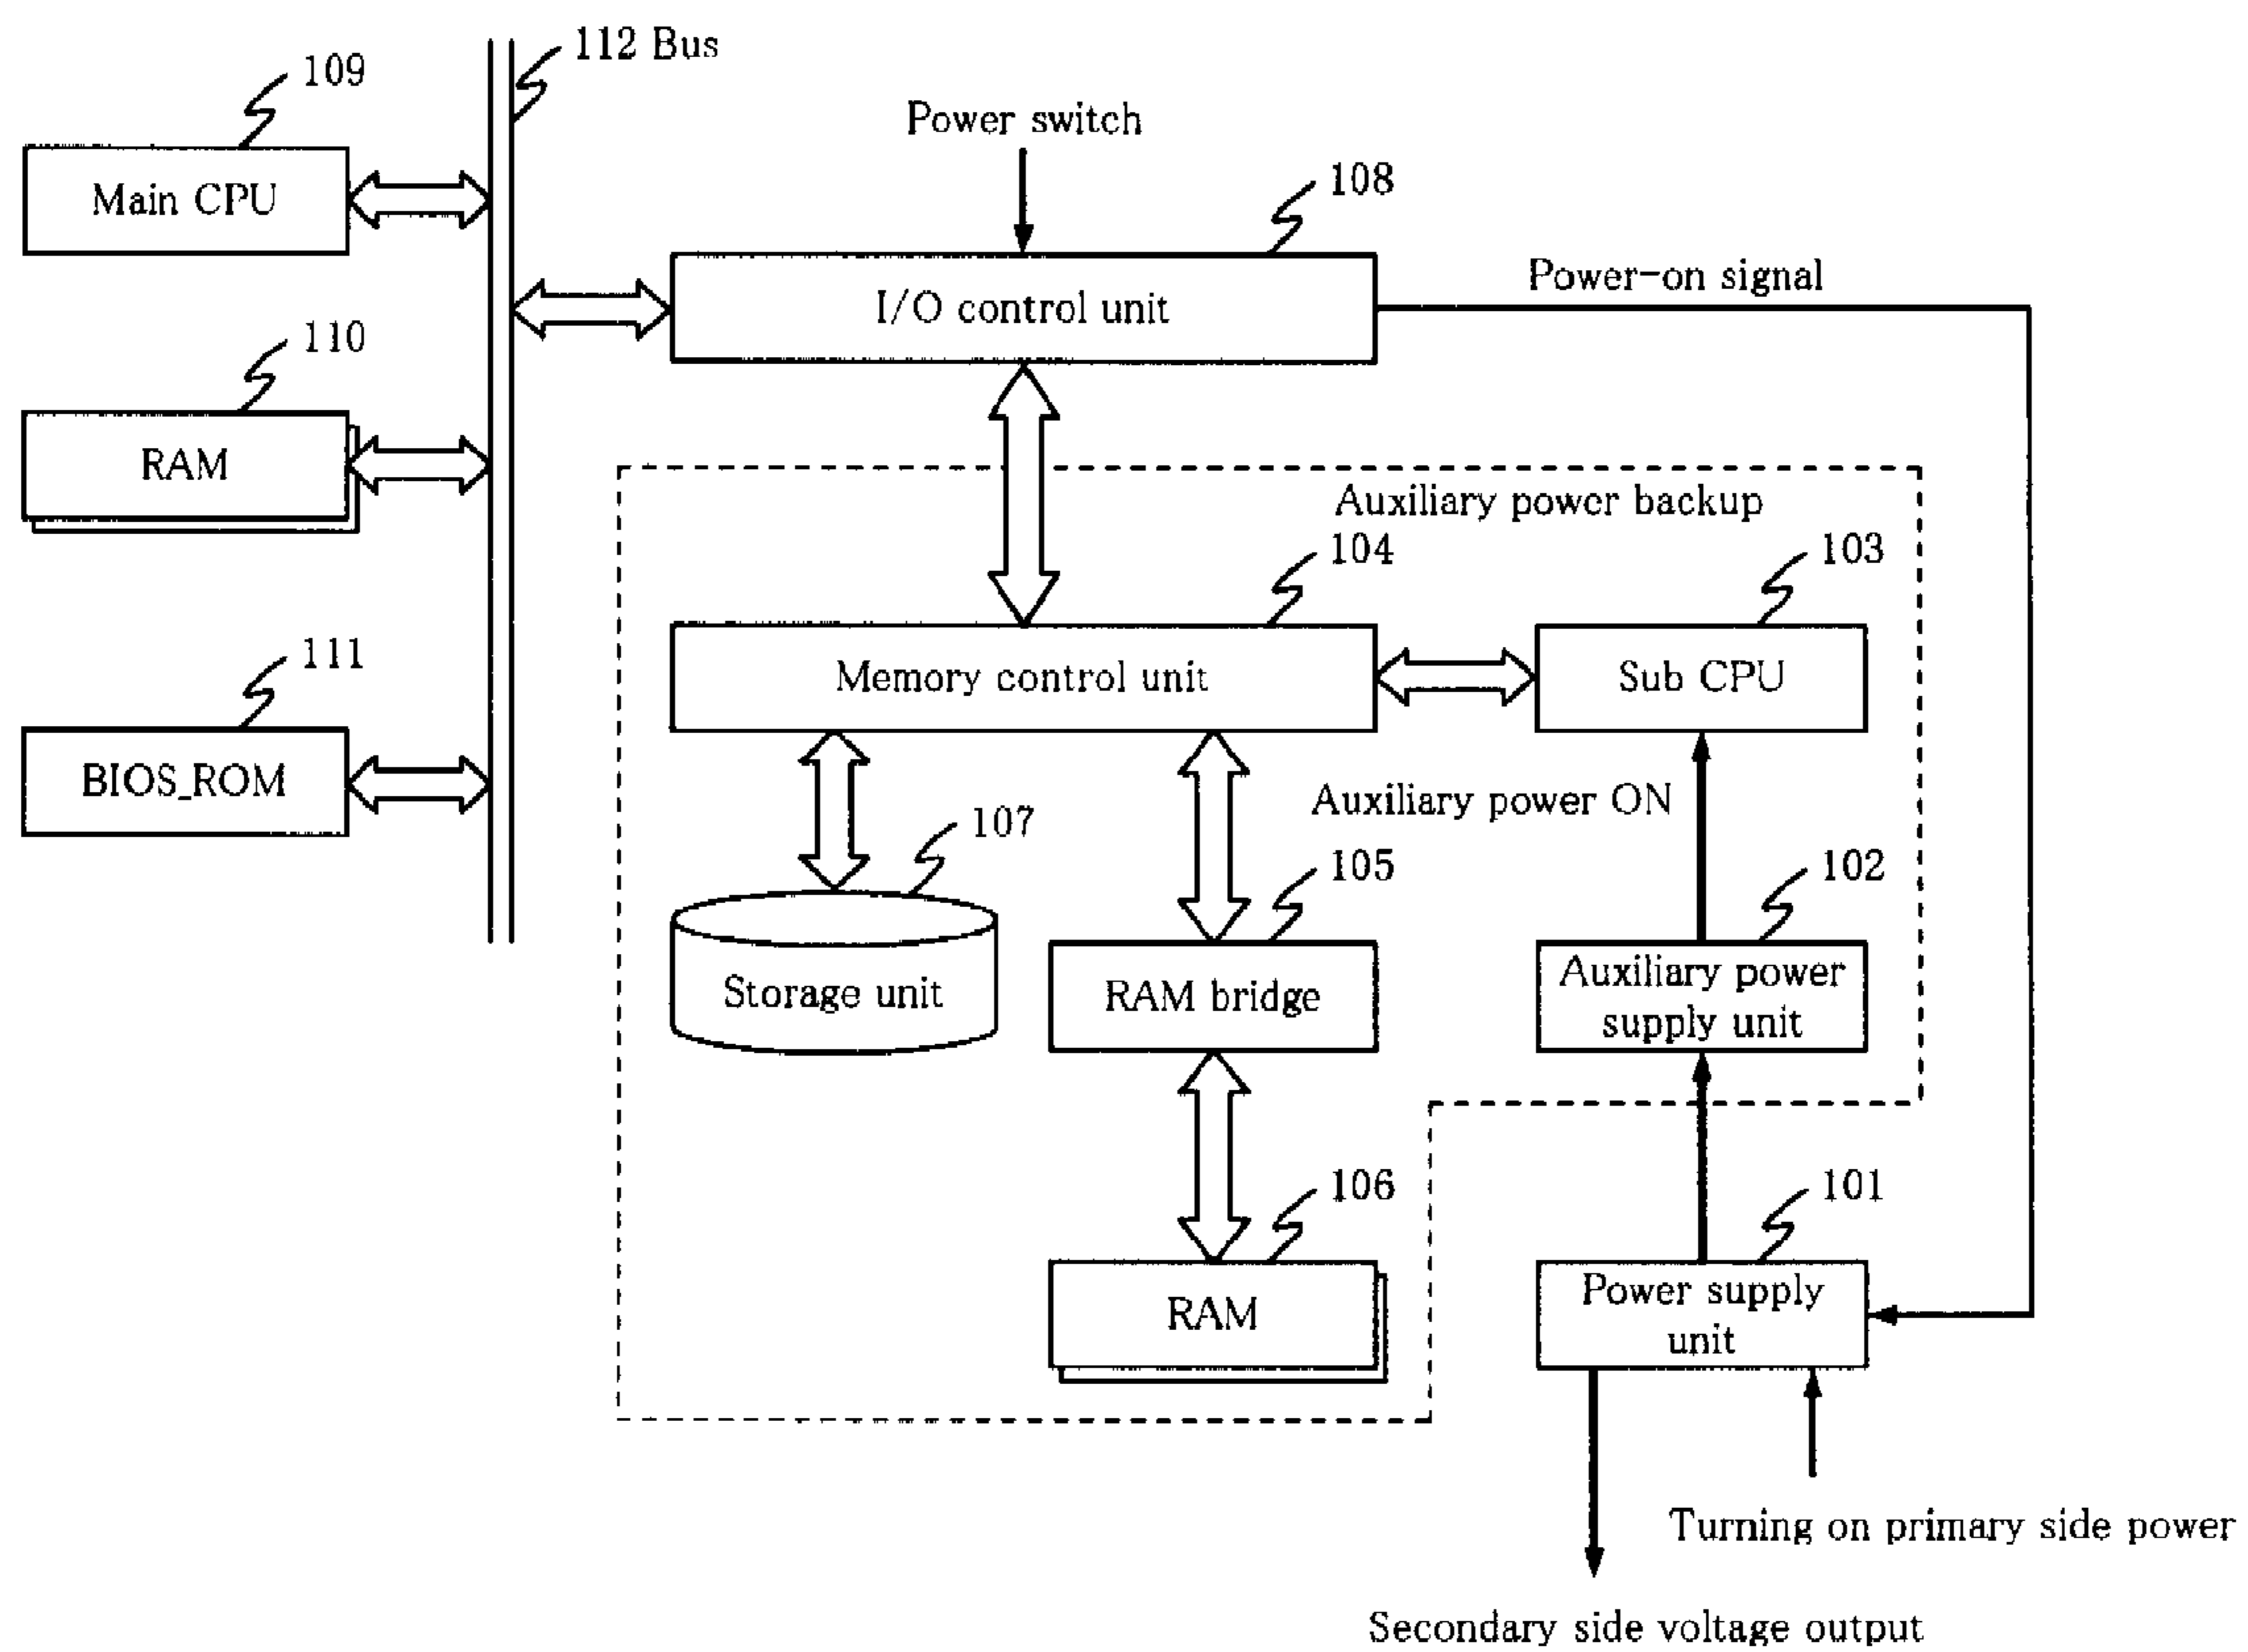 112 Bus
109
Main CPU
Power switch
108
I/O control unit
Power-on signal
110
RAM
Auxiliary power backup
104
103
Memory control unit
Sub CPU
111
BIOS_ROM
Auxiliary power ON
107
105
102
Storage unit
RAM bridge
Auxiliary power
supply unit
106
101
RAM
Power supply
unit
Turning on primary side power
Secondary side voltage output